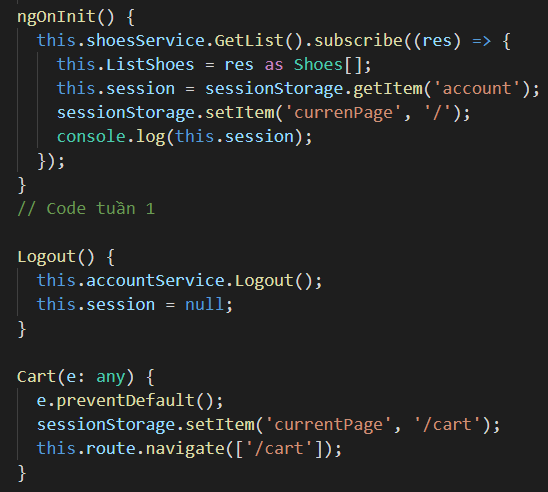 ngOnInit() {
this.shoesService.GetList().subscribe((res) => {
this.ListShoes = res as Shoes[];
this.session = sessionStorage.getItem('account');
sessionStorage.setItem('currenPage', '/');
console.log(this.session);
});
}
// Code tuần 1
Logout() {
this.accountService.Logout();
this.session = null;
}
Cart(e: any) {
e.preventDefault();
sessionStorage.setItem('currentPage', '/cart');
this.route.navigate(['/cart']);
}